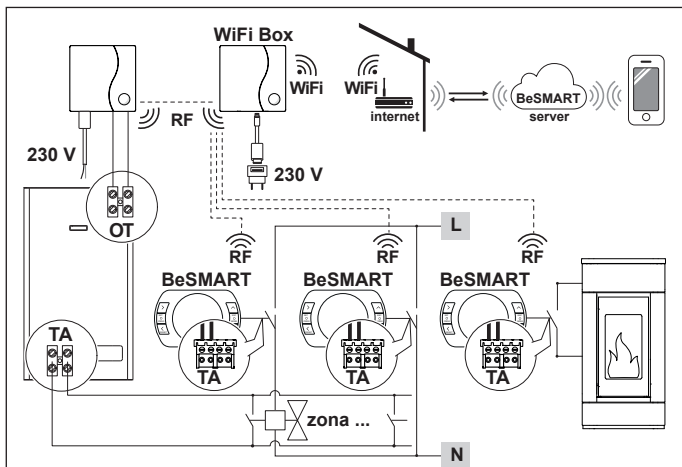 WiFi Box
WiFi
WiFi
internet
BeSMART
server
RF
230 V
230 V
OT
L
RF
RF
RF
BeSMART
BeSMART
BeSMART
TA
TA
TA
TA
zona ...
N